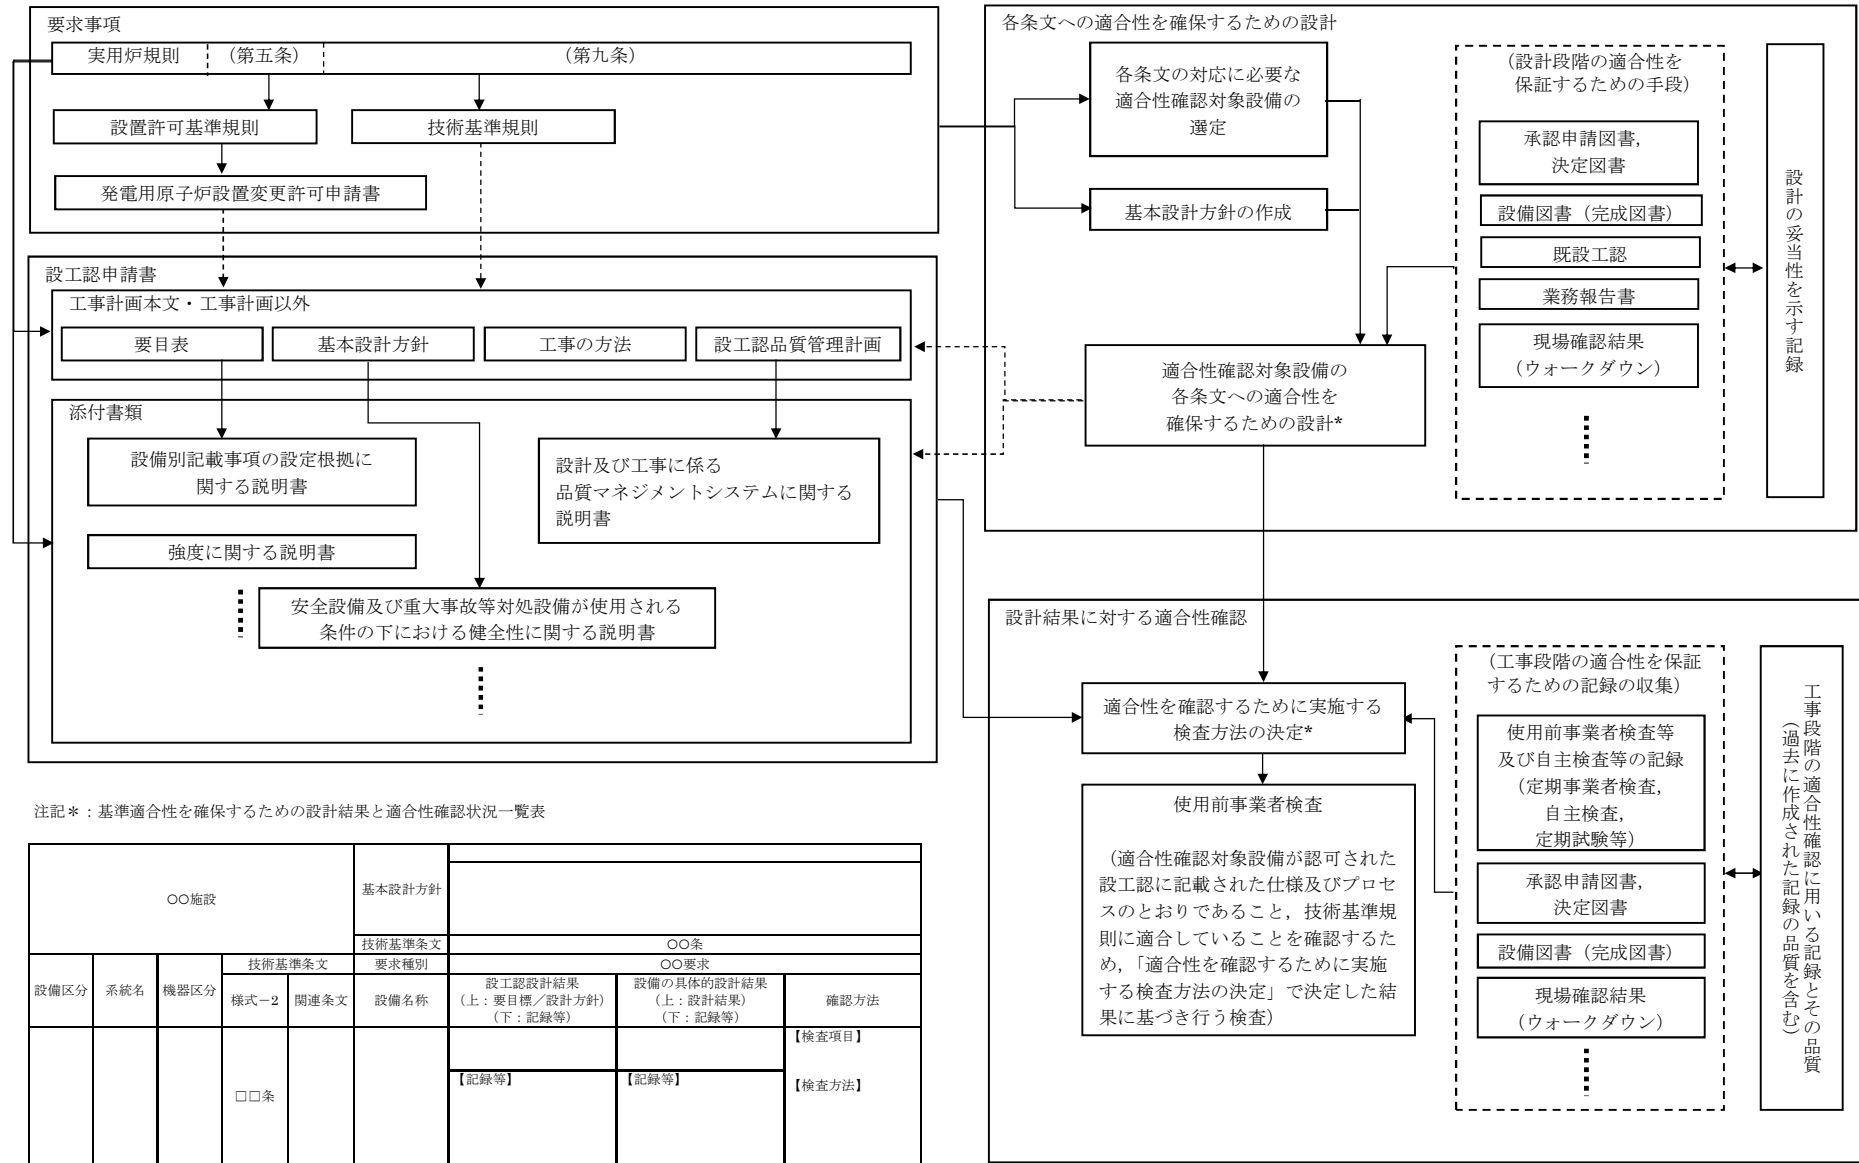 要求事項
実用炉規則 (第五条) (第九条)
設置許可基準規則
技術基準規則
発電用原子炉設置変更許可申請書
設工認申請書
工事計画本文・工事計画以外
要目表
基本設計方針
工事の方法
設工認品質管理計画
添付書類
設備別記載事項の設定根拠に
関する説明書
設計及び工事に係る
品質マネジメントシステムに関する
説明書
強度に関する説明書
安全設備及び重大事故等対処設備が使用される
条件の下における健全性に関する説明書
各条文への適合性を確保するための設計
各条文の対応に必要な
適合性確認対象設備の
選定
基本設計方針の作成
適合性確認対象設備の
各条文への適合性を
確保するための設計*
(設計段階の適合性を
保証するための手段)
承認申請図書，
決定図書
設備図書（完成図書）
既設工認
業務報告書
現場確認結果
（ウォークダウン）
設計の妥当性を示す記録
設計結果に対する適合性確認
適合性を確認するために実施する
検査方法の決定*
使用前事業者検査
（適合性確認対象設備が認可された
設工認に記載された仕様及びプロセ
スのとおりであること，技術基準規
則に適合していることを確認するた
め，「適合性を確認するために実施
する検査方法の決定」で決定した結
果に基づき行う検査）
(工事段階の適合性を保証
するための記録の収集)
使用前事業者検査等
及び自主検査等の記録
（定期事業者検査，
自主検査，
定期試験等）
承認申請図書，
決定図書
設備図書（完成図書）
現場確認結果
（ウォークダウン）
工事段階の適合性確認に用いる記録とその品質
（過去に作成された記録の品質を含む）
注記＊：基準適合性を確保するための設計結果と適合性確認状況一覧表
○○施設
基本設計方針
技術基準条文 ○○条
技術基準条文 要求種別 ○○要求
設備区分 系統名 機器区分 様式－2 関連条文 設備名称
設工認設計結果
（上：要目標／設計方針）
（下：記録等）
設備の具体的設計結果
（上：設計結果）
（下：記録等）
確認方法
【検査項目】
【記録等】 【記録等】 【検査方法】
□□条